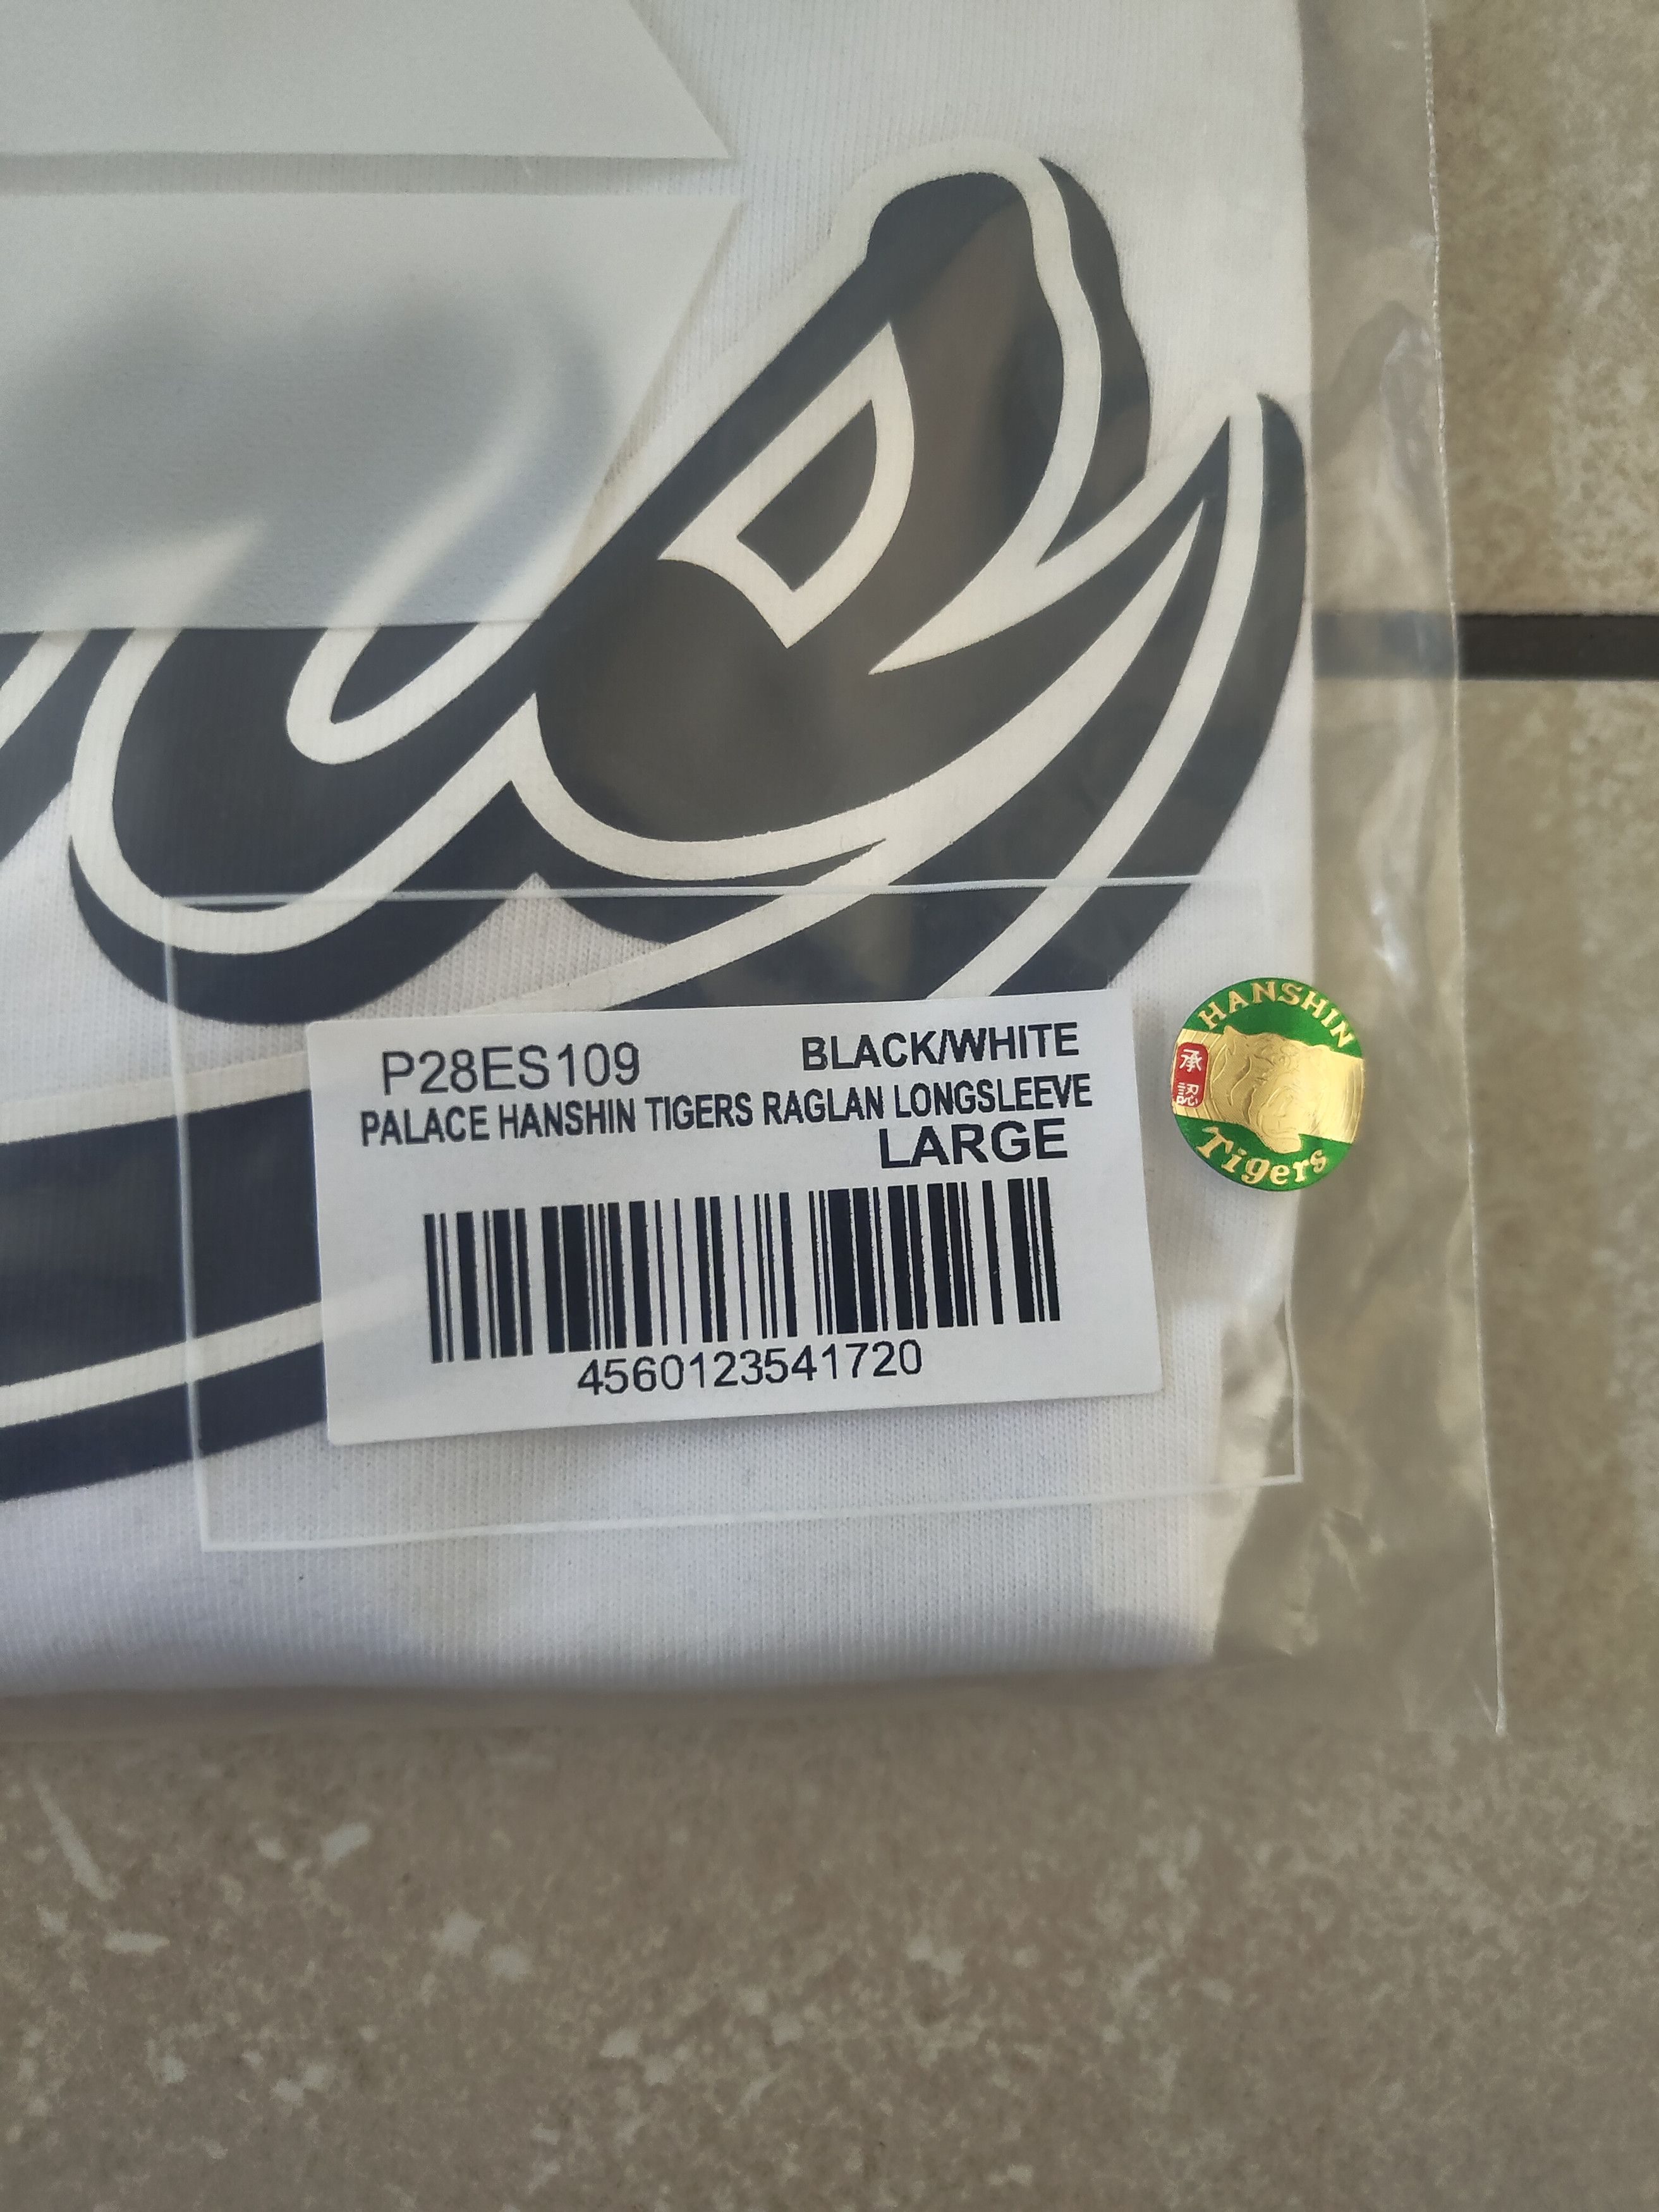 P28ES109 BLACK/WHITE
PALACE HANSHIN TIGERS RAGLAN LONGSLEEVE
LARGE
4560123541720
HANSHIN
承認
Tigers